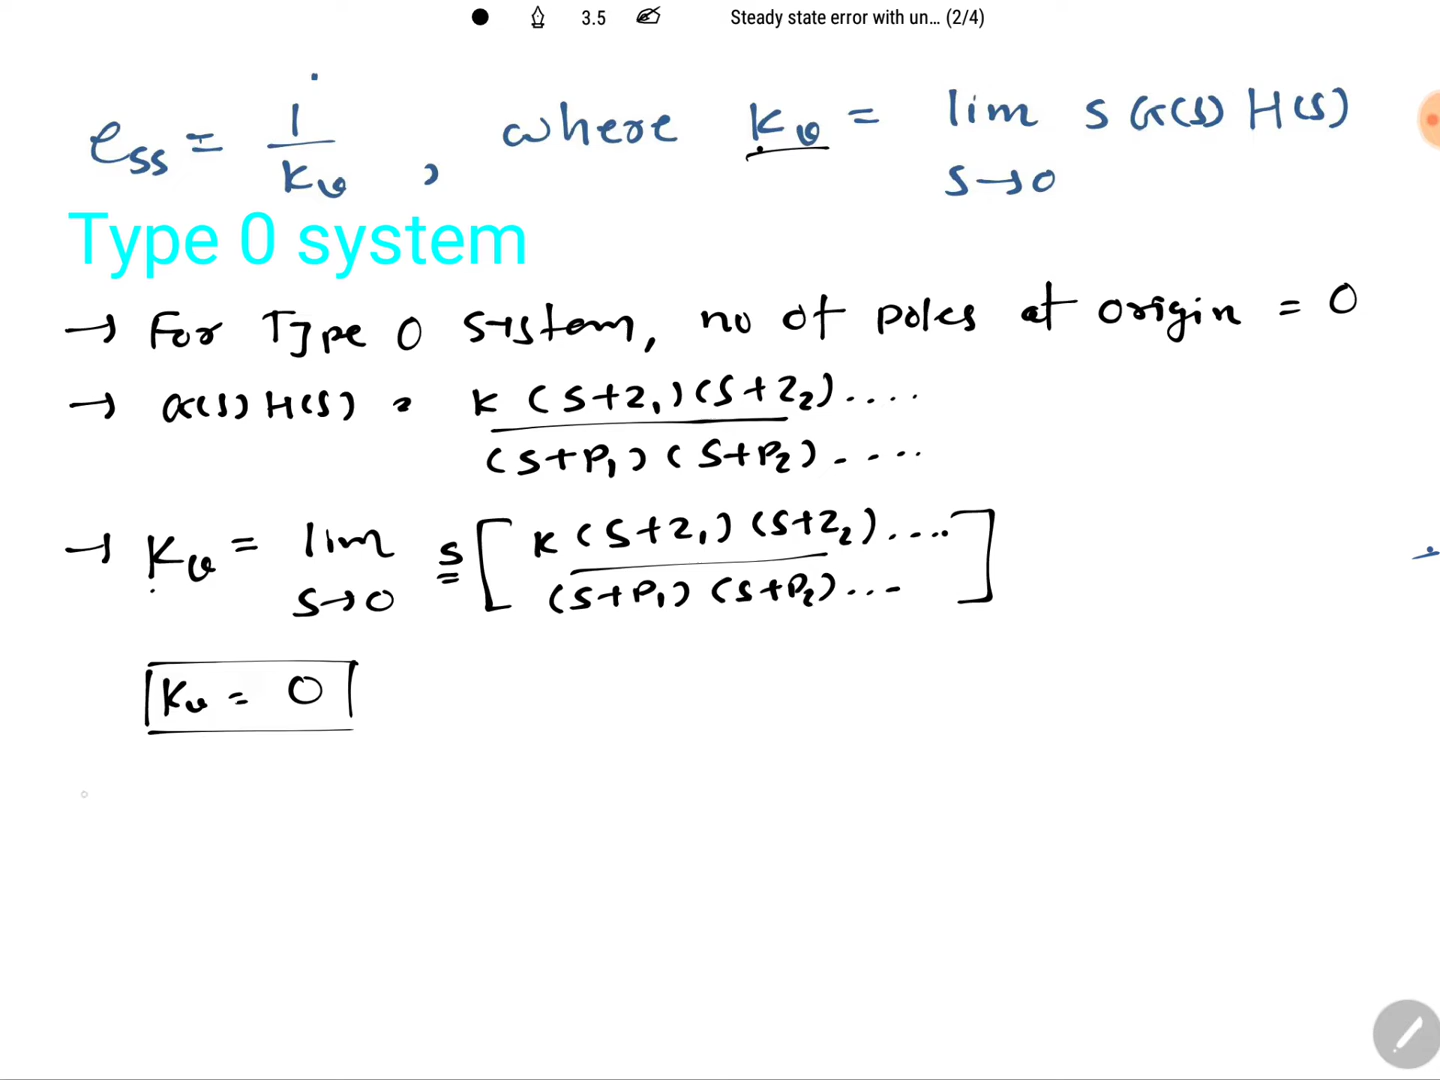 3.5 Steady state error with un... (2/4)
ess = 1/Kv , where Kv = lim s→0 s G(s) H(s)
Type 0 system
→ For Type 0 System, no of poles at origin = 0
→ G(s) H(s) = K (s+z₁)(s+z₂).... / (s+p₁)(s+p₂)....
→ Kv = lim s→0 s [ K(s+z₁)(s+z₂).... / (s+p₁)(s+p₂)... ]
Kv = 0